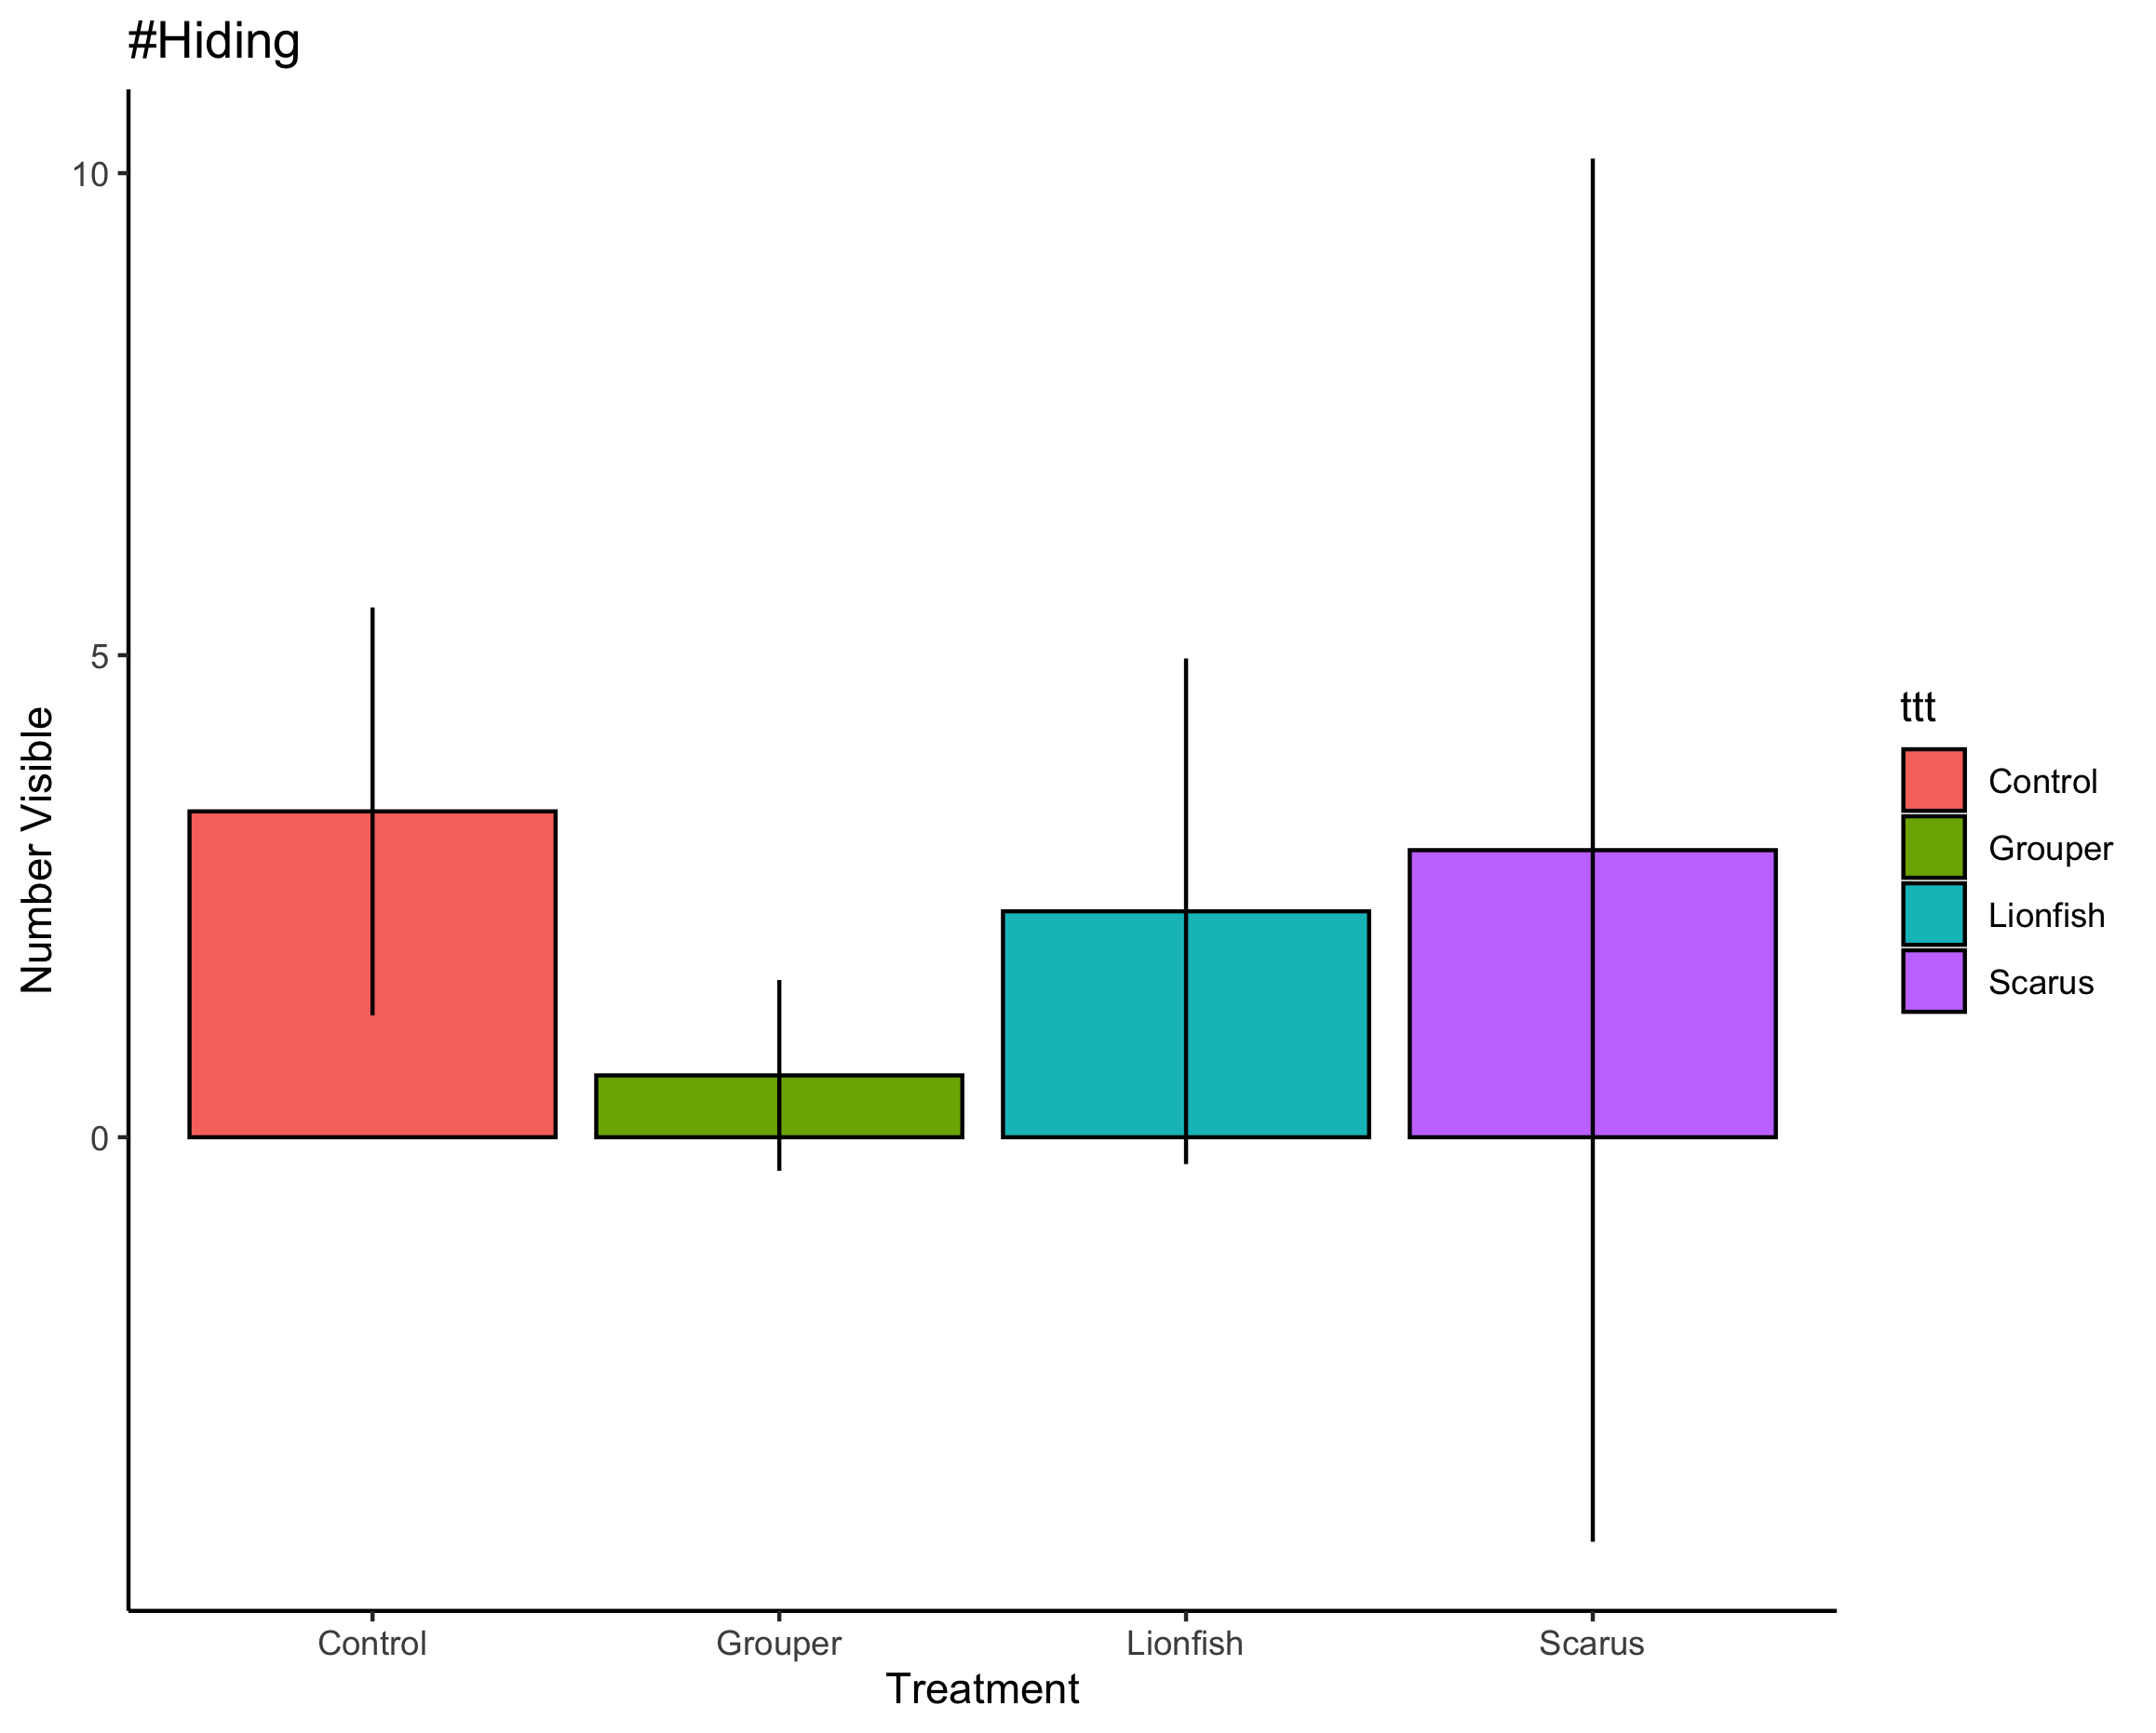 #Hiding
10
5
0
Number Visible
Control
Grouper
Lionfish
Scarus
Treatment
ttt
Control
Grouper
Lionfish
Scarus